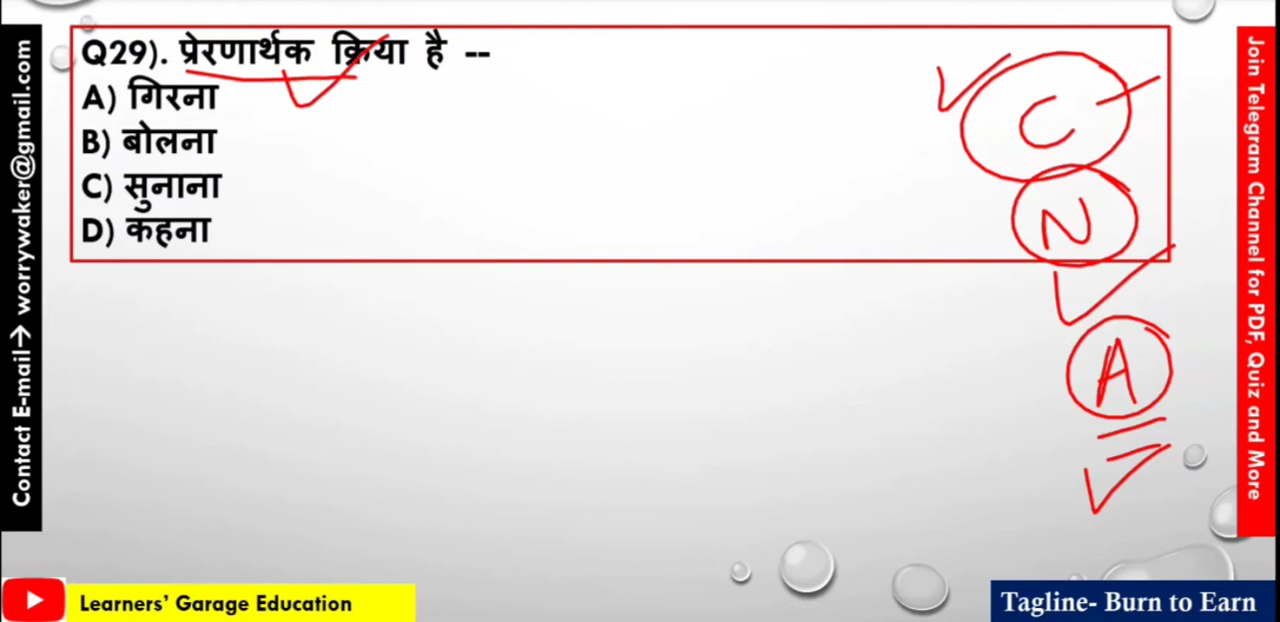 Q29). प्रेरणार्थक क्रिया है --
A) गिरना
B) बोलना
C) सुनाना
D) कहना
C
N
A
Contact E-mail→ worrywaker@gmail.com
Join Telegram Channel for PDF, Quiz and More
Learners’ Garage Education
Tagline- Burn to Earn